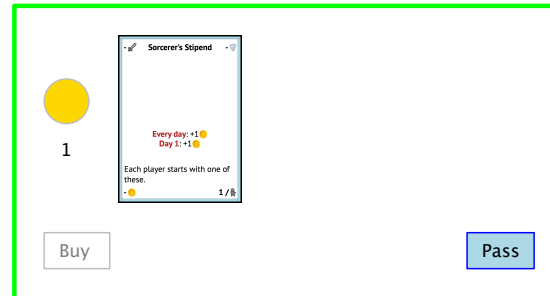 - Sorcerer's Stipend -
1
Every day: +1
Day 1: +1
Each player starts with one of
these.
- 1 /
Buy
Pass